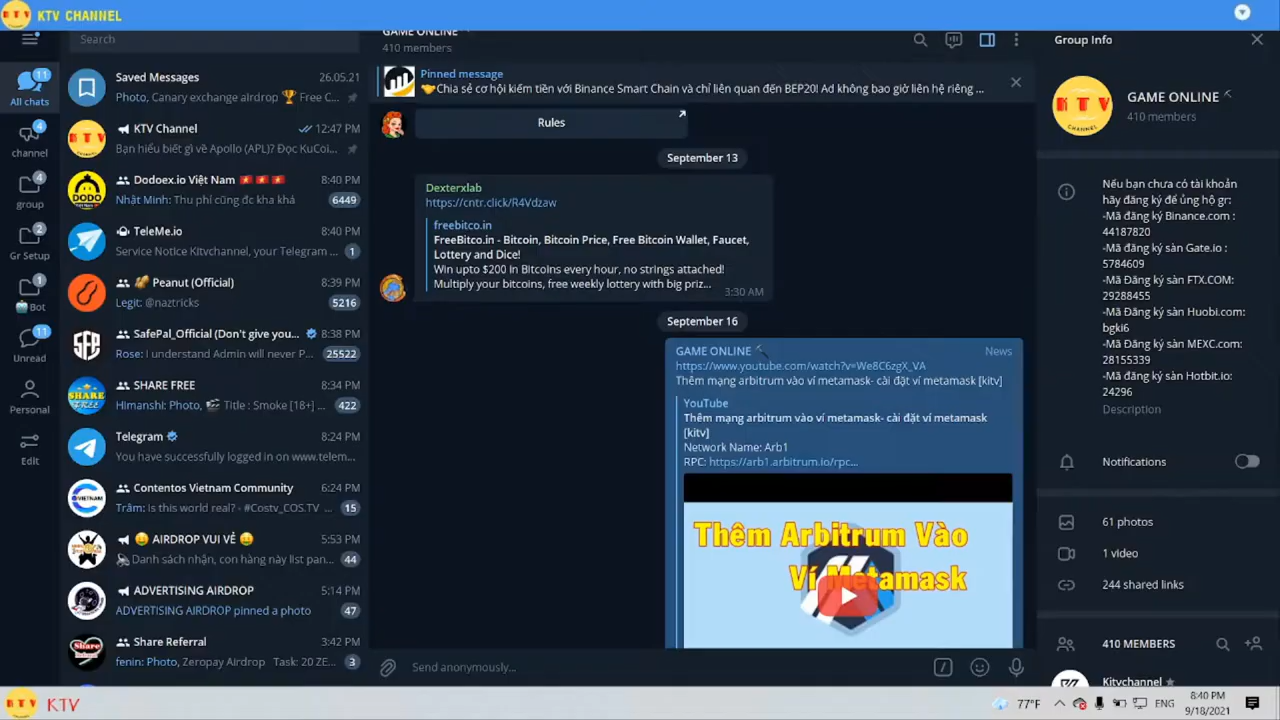 KTV CHANNEL
Search
All chats
11
channel
4
group
4
Gr Setup
2
Bot
1
Unread
11
Personal
Edit
Saved Messages 26.05.21
Photo, Canary exchange airdrop 🏆 Free C...
KTV Channel 12:47 PM
Bạn hiểu biết gì về Apollo (APL)? Đọc KuCoin...
Dodoex.io Việt Nam 🇻🇳 🇻🇳 🇻🇳 8:40 PM
Nhật Minh: Thu phí cũng đc kha khá 6449
TeleMe.io 8:40 PM
Service Notice Kitvchannel, your Telegram ... 1
🥜 Peanut (Official) 8:39 PM
Legit: @naztricks 5216
SafePal_Official (Don't give you... 8:38 PM
Rose: I understand Admin will never P... 25522
SHARE FREE 8:34 PM
Himanshi: Photo, 🎬 Title : Smoke [18+] ... 422
Telegram 8:24 PM
You have successfully logged in on www.telem...
Contentos Vietnam Community 6:24 PM
Trâm: Is this world real? - #Costv_COS.TV ... 15
AIRDROP VUI VẺ 5:53 PM
Danh sách nhận, con hàng này list pan... 44
ADVERTISING AIRDROP 5:14 PM
ADVERTISING AIRDROP pinned a photo 47
Share Referral 3:42 PM
fenin: Photo, Zeropay Airdrop Task: 20 ZE... 3
GAME ONLINE
410 members
Pinned message
🤝Chia sẻ cơ hội kiếm tiền với Binance Smart Chain và chỉ liên quan đến BEP20! Ad không bao giờ liên hệ riêng ...
Rules
September 13
Dexterxlab
https://cntr.click/R4Vdzaw
freebitco.in
FreeBitco.in - Bitcoin, Bitcoin Price, Free Bitcoin Wallet, Faucet,
Lottery and Dice!
Win upto $200 in Bitcoins every hour, no strings attached!
Multiply your bitcoins, free weekly lottery with big priz...
3:30 AM
September 16
GAME ONLINE News
https://www.youtube.com/watch?v=We8C6zgX_VA
Thêm mạng arbitrum vào ví metamask- cài đặt ví metamask [kitv]
YouTube
Thêm mạng arbitrum vào ví metamask- cài đặt ví metamask
[kitv]
Network Name: Arb1
RPC: https://arb1.arbitrum.io/rpc...
Thêm Arbitrum Vào
Ví Metamask
Send anonymously...
Group Info
KTV
CHANNEL
GAME ONLINE
410 members
Nếu bạn chưa có tài khoản
hãy đăng ký để ủng hộ gr:
-Mã đăng ký Binance.com :
44187820
-Mã đăng ký sàn Gate.io :
5784609
-Mã đăng ký sàn FTX.COM:
29288455
-Mã đăng ký sàn Huobi.com:
bgki6
-Mã đăng ký sàn MEXC.com:
28155339
-Mã đăng ký sàn Hotbit.io:
24296
Description
Notifications
61 photos
1 video
244 shared links
410 MEMBERS
Kitvchannel ★
KTV
77°F
ENG
8:40 PM
9/18/2021